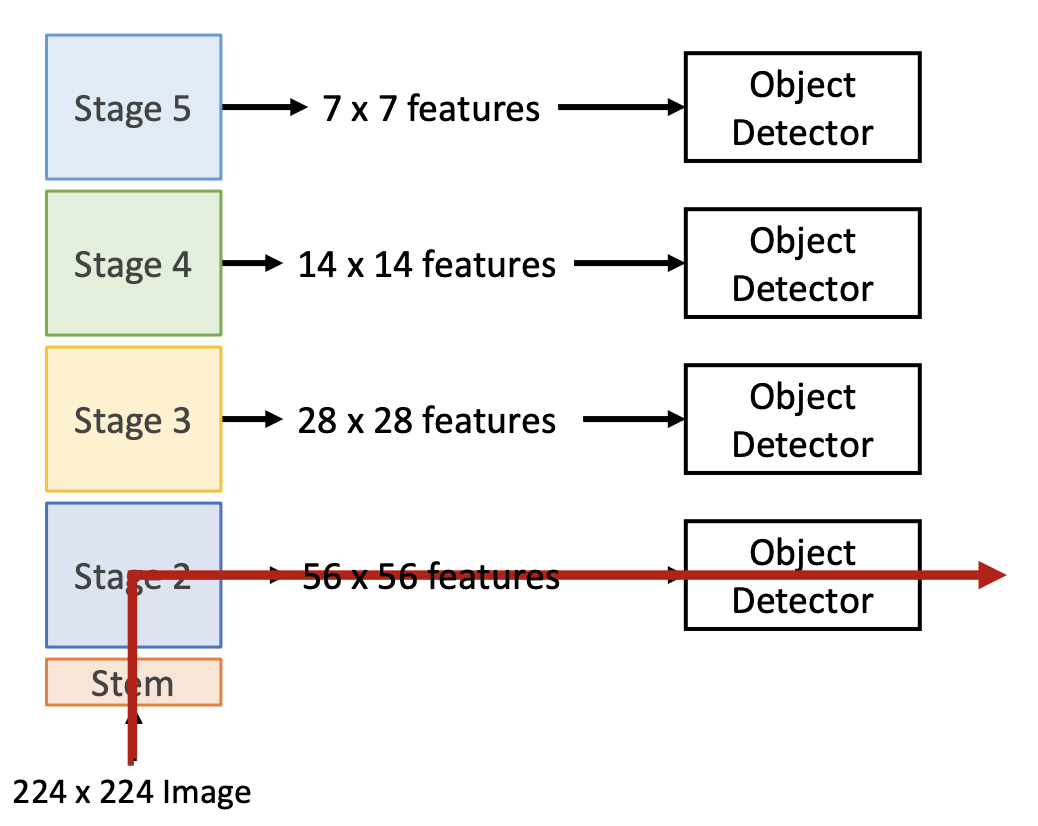 Stage 5
7 x 7 features
Object
Detector
Stage 4
14 x 14 features
Object
Detector
Stage 3
28 x 28 features
Object
Detector
Stage 2
56 x 56 features
Object
Detector
Stem
224 x 224 Image